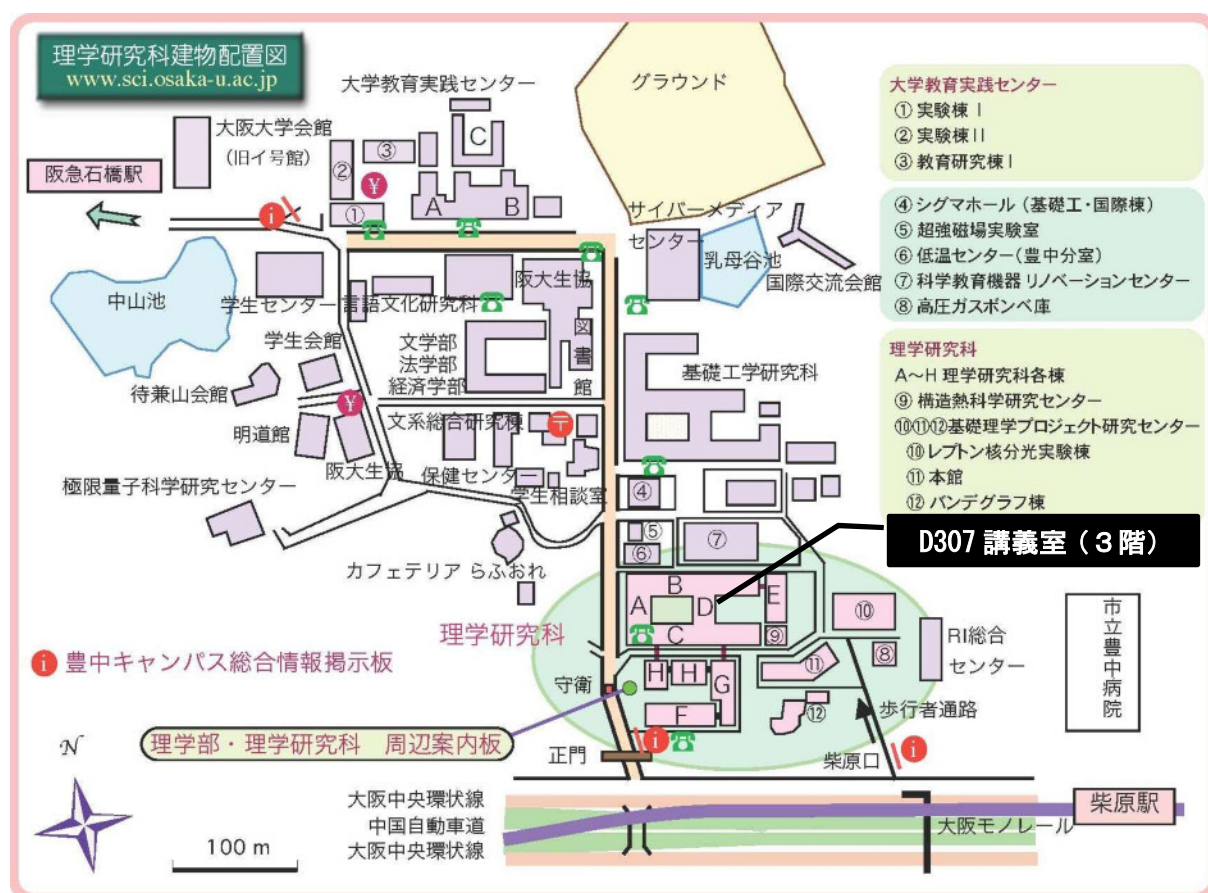 理学研究科建物配置図
www.sci.osaka-u.ac.jp
大学教育実践センター
グラウンド
大阪大学会館
(旧イ号館)
阪急石橋駅
②
③
C
¥
i
①
A
B
サイバーメディア
センター
乳母谷池
国際交流会館
中山池
学生センター
言語文化研究科
阪大生協
図
書
館
学生会館
文学部
法学部
経済学部
基礎工学研究科
待兼山会館
¥
明道館
阪大生協
文系総合研究棟
〒
保健センター
学生相談室
極限量子科学研究センター
④
⑤
⑥
⑦
カフェテリア らふおれ
大学教育実践センター
① 実験棟 I
② 実験棟 II
③ 教育研究棟 I
④ シグマホール (基礎工・国際棟)
⑤ 超強磁場実験室
⑥ 低温センター(豊中分室)
⑦ 科学教育機器 リノベーションセンター
⑧ 高圧ガスボンベ庫
理学研究科
A~H 理学研究科各棟
⑨ 構造熱科学研究センター
⑩⑪⑫基礎理学プロジェクト研究センター
⑩ レプトン核分光実験棟
⑪ 本館
⑫ バンデグラフ棟
D307 講義室(3階)
B
A
D
E
C
⑨
⑩
理学研究科
i 豊中キャンパス総合情報掲示板
H
H
G
F
⑪
⑧
⑫
RI総合
センター
市立豊中病院
守衛
歩行者通路
理学部・理学研究科 周辺案内板
正門
i
柴原口
i
N
大阪中央環状線
中国自動車道
大阪中央環状線
柴原駅
大阪モノレール
100 m